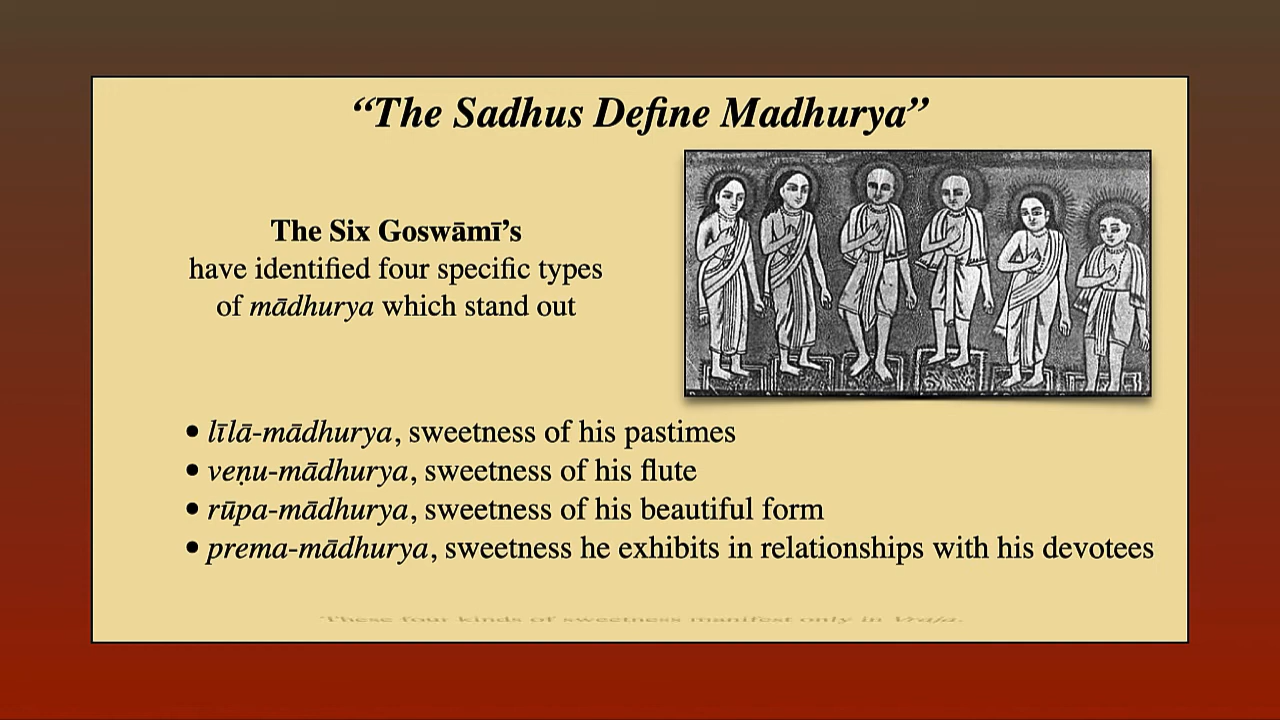 “The Sadhus Define Madhurya”
The Six Goswāmī’s
have identified four specific types
of mādhurya which stand out
• līlā-mādhurya, sweetness of his pastimes
• veṇu-mādhurya, sweetness of his flute
• rūpa-mādhurya, sweetness of his beautiful form
• prema-mādhurya, sweetness he exhibits in relationships with his devotees
These four kinds of sweetness manifest only in Vraja.